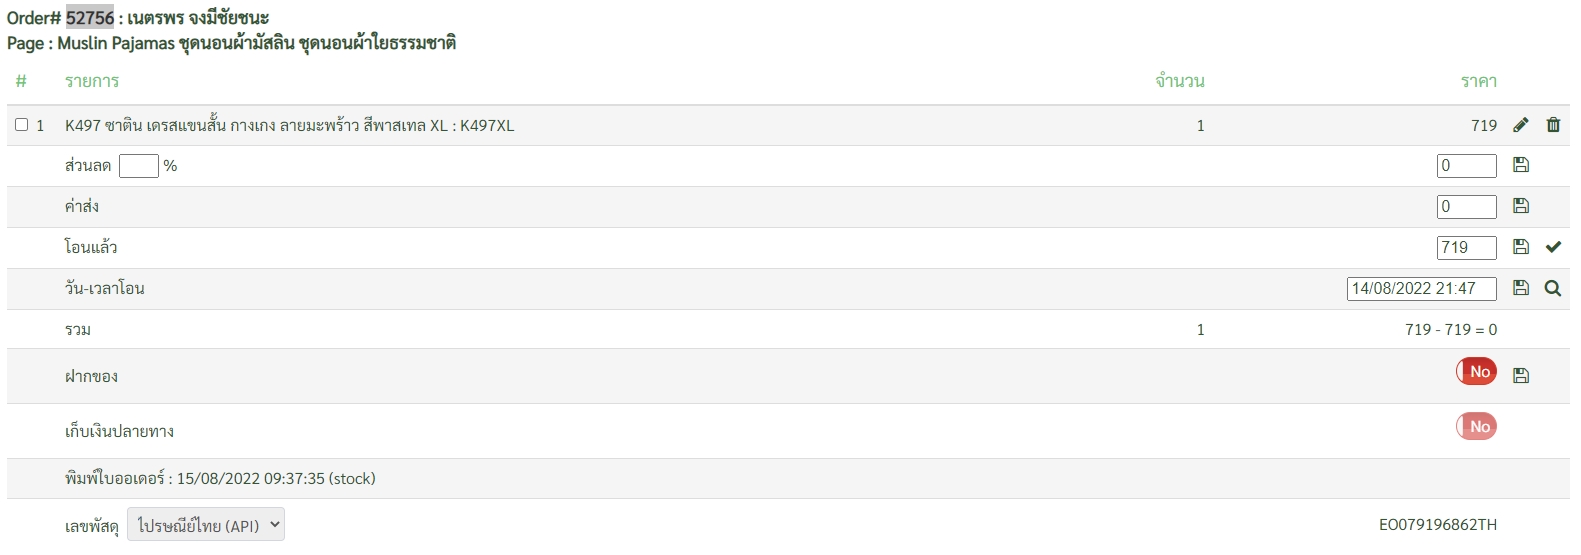 Order# 52756 : เนตรพร จงมีชัยชนะ
Page : Muslin Pajamas ชุดนอนผ้ามัสลิน ชุดนอนผ้าใยธรรมชาติ
# รายการ จำนวน ราคา
1 K497 ซาติน เดรสแขนสั้น กางเกง ลายมะพร้าว สีพาสเทล XL : K497XL 1 719
ส่วนลด % 0
ค่าส่ง 0
โอนแล้ว 719
วัน-เวลาโอน 14/08/2022 21:47
รวม 1 719 - 719 = 0
ฝากของ No
เก็บเงินปลายทาง No
พิมพ์ใบออเดอร์ : 15/08/2022 09:37:35 (stock)
เลขพัสดุ ไปรษณีย์ไทย (API) EO079196862TH